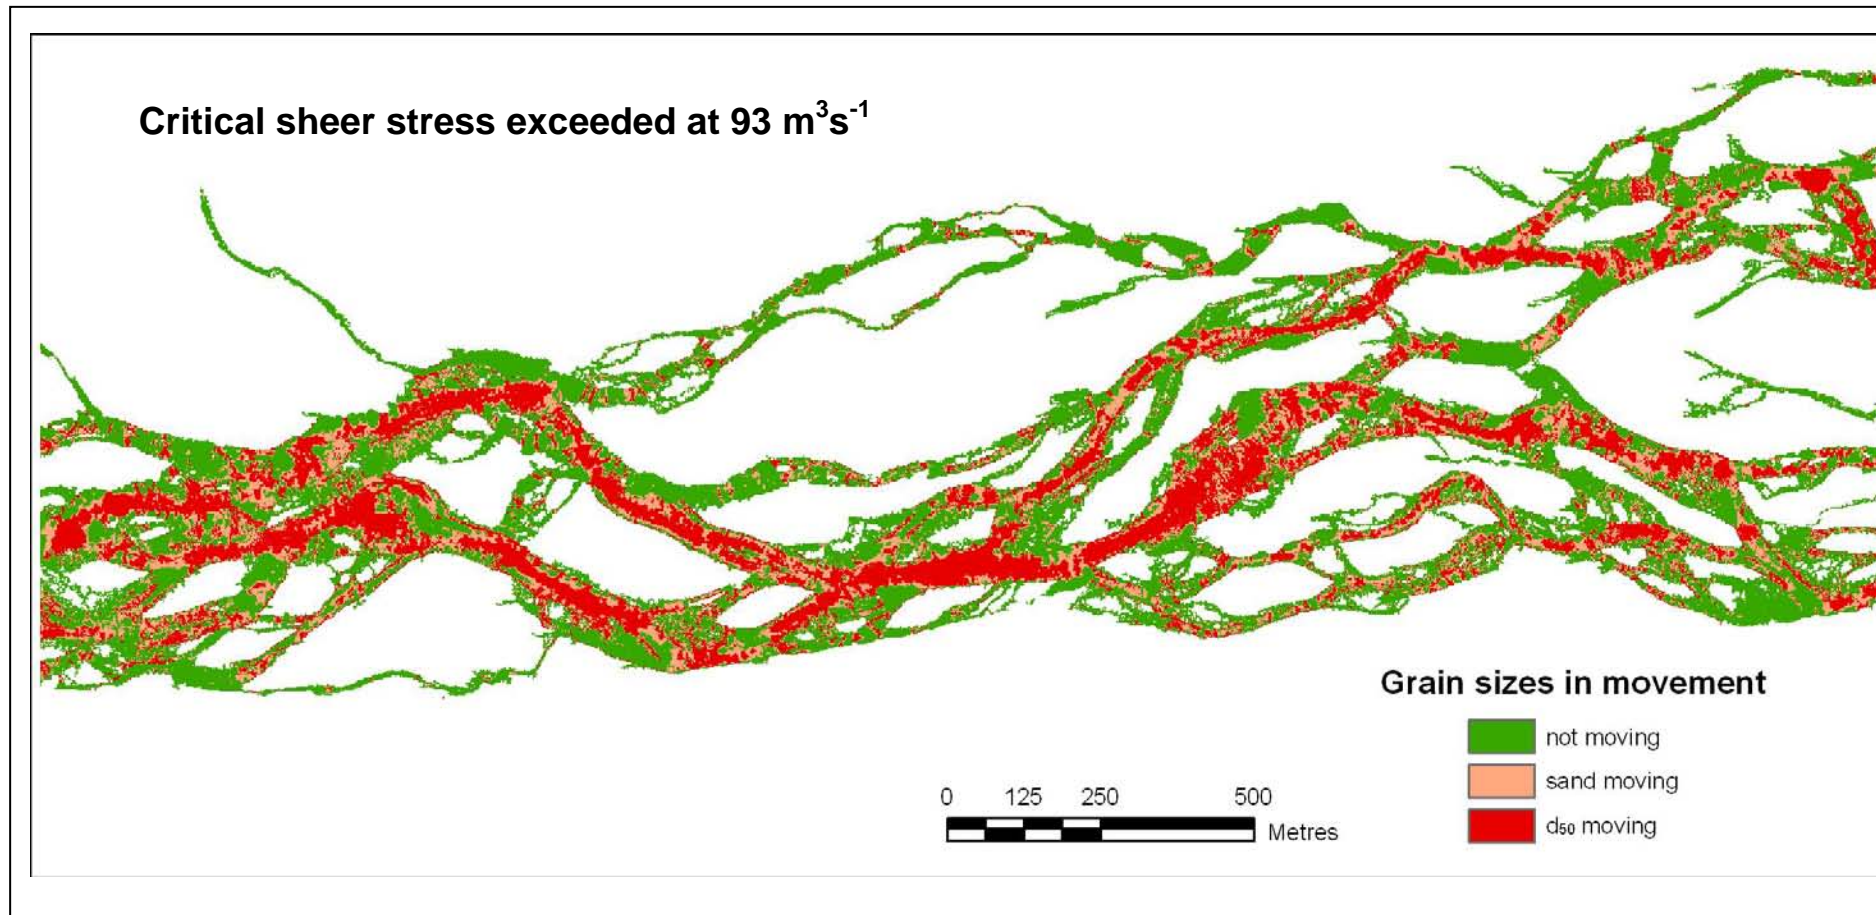 Critical sheer stress exceeded at 93 m³s⁻¹
Grain sizes in movement
not moving
sand moving
d₅₀ moving
0 125 250 500
Metres